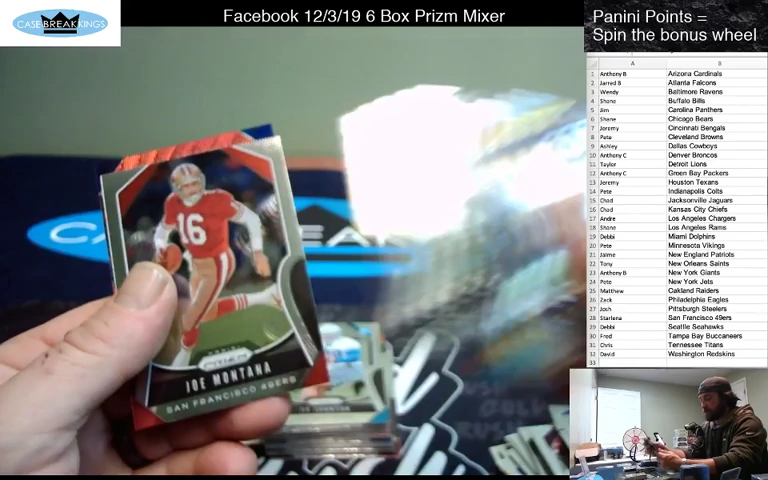 Facebook 12/3/19 6 Box Prizm Mixer
CASE BREAK KINGS
Panini Points =
Spin the bonus wheel
A B
1 Anthony B Arizona Cardinals
2 Jarred B Atlanta Falcons
3 Wendy Baltimore Ravens
4 Shane Buffalo Bills
5 Jim Carolina Panthers
6 Shane Chicago Bears
7 Jeremy Cincinnati Bengals
8 Pete Cleveland Browns
9 Ashley Dallas Cowboys
10 Anthony C Denver Broncos
11 Taylor Detroit Lions
12 Anthony C Green Bay Packers
13 Jeremy Houston Texans
14 Pete Indianapolis Colts
15 Chad Jacksonville Jaguars
16 Chad Kansas City Chiefs
17 Andre Los Angeles Chargers
18 Shane Los Angeles Rams
19 Debbi Miami Dolphins
20 Pete Minnesota Vikings
21 Jaime New England Patriots
22 Tony New Orleans Saints
23 Anthony B New York Giants
24 Pete New York Jets
25 Matthew Oakland Raiders
26 Zack Philadelphia Eagles
27 Josh Pittsburgh Steelers
28 Starlena San Francisco 49ers
29 Debbi Seattle Seahawks
30 Fred Tampa Bay Buccaneers
31 Chris Tennessee Titans
32 David Washington Redskins
33
16
PRIZM
JOE MONTANA
SAN FRANCISCO 49ERS